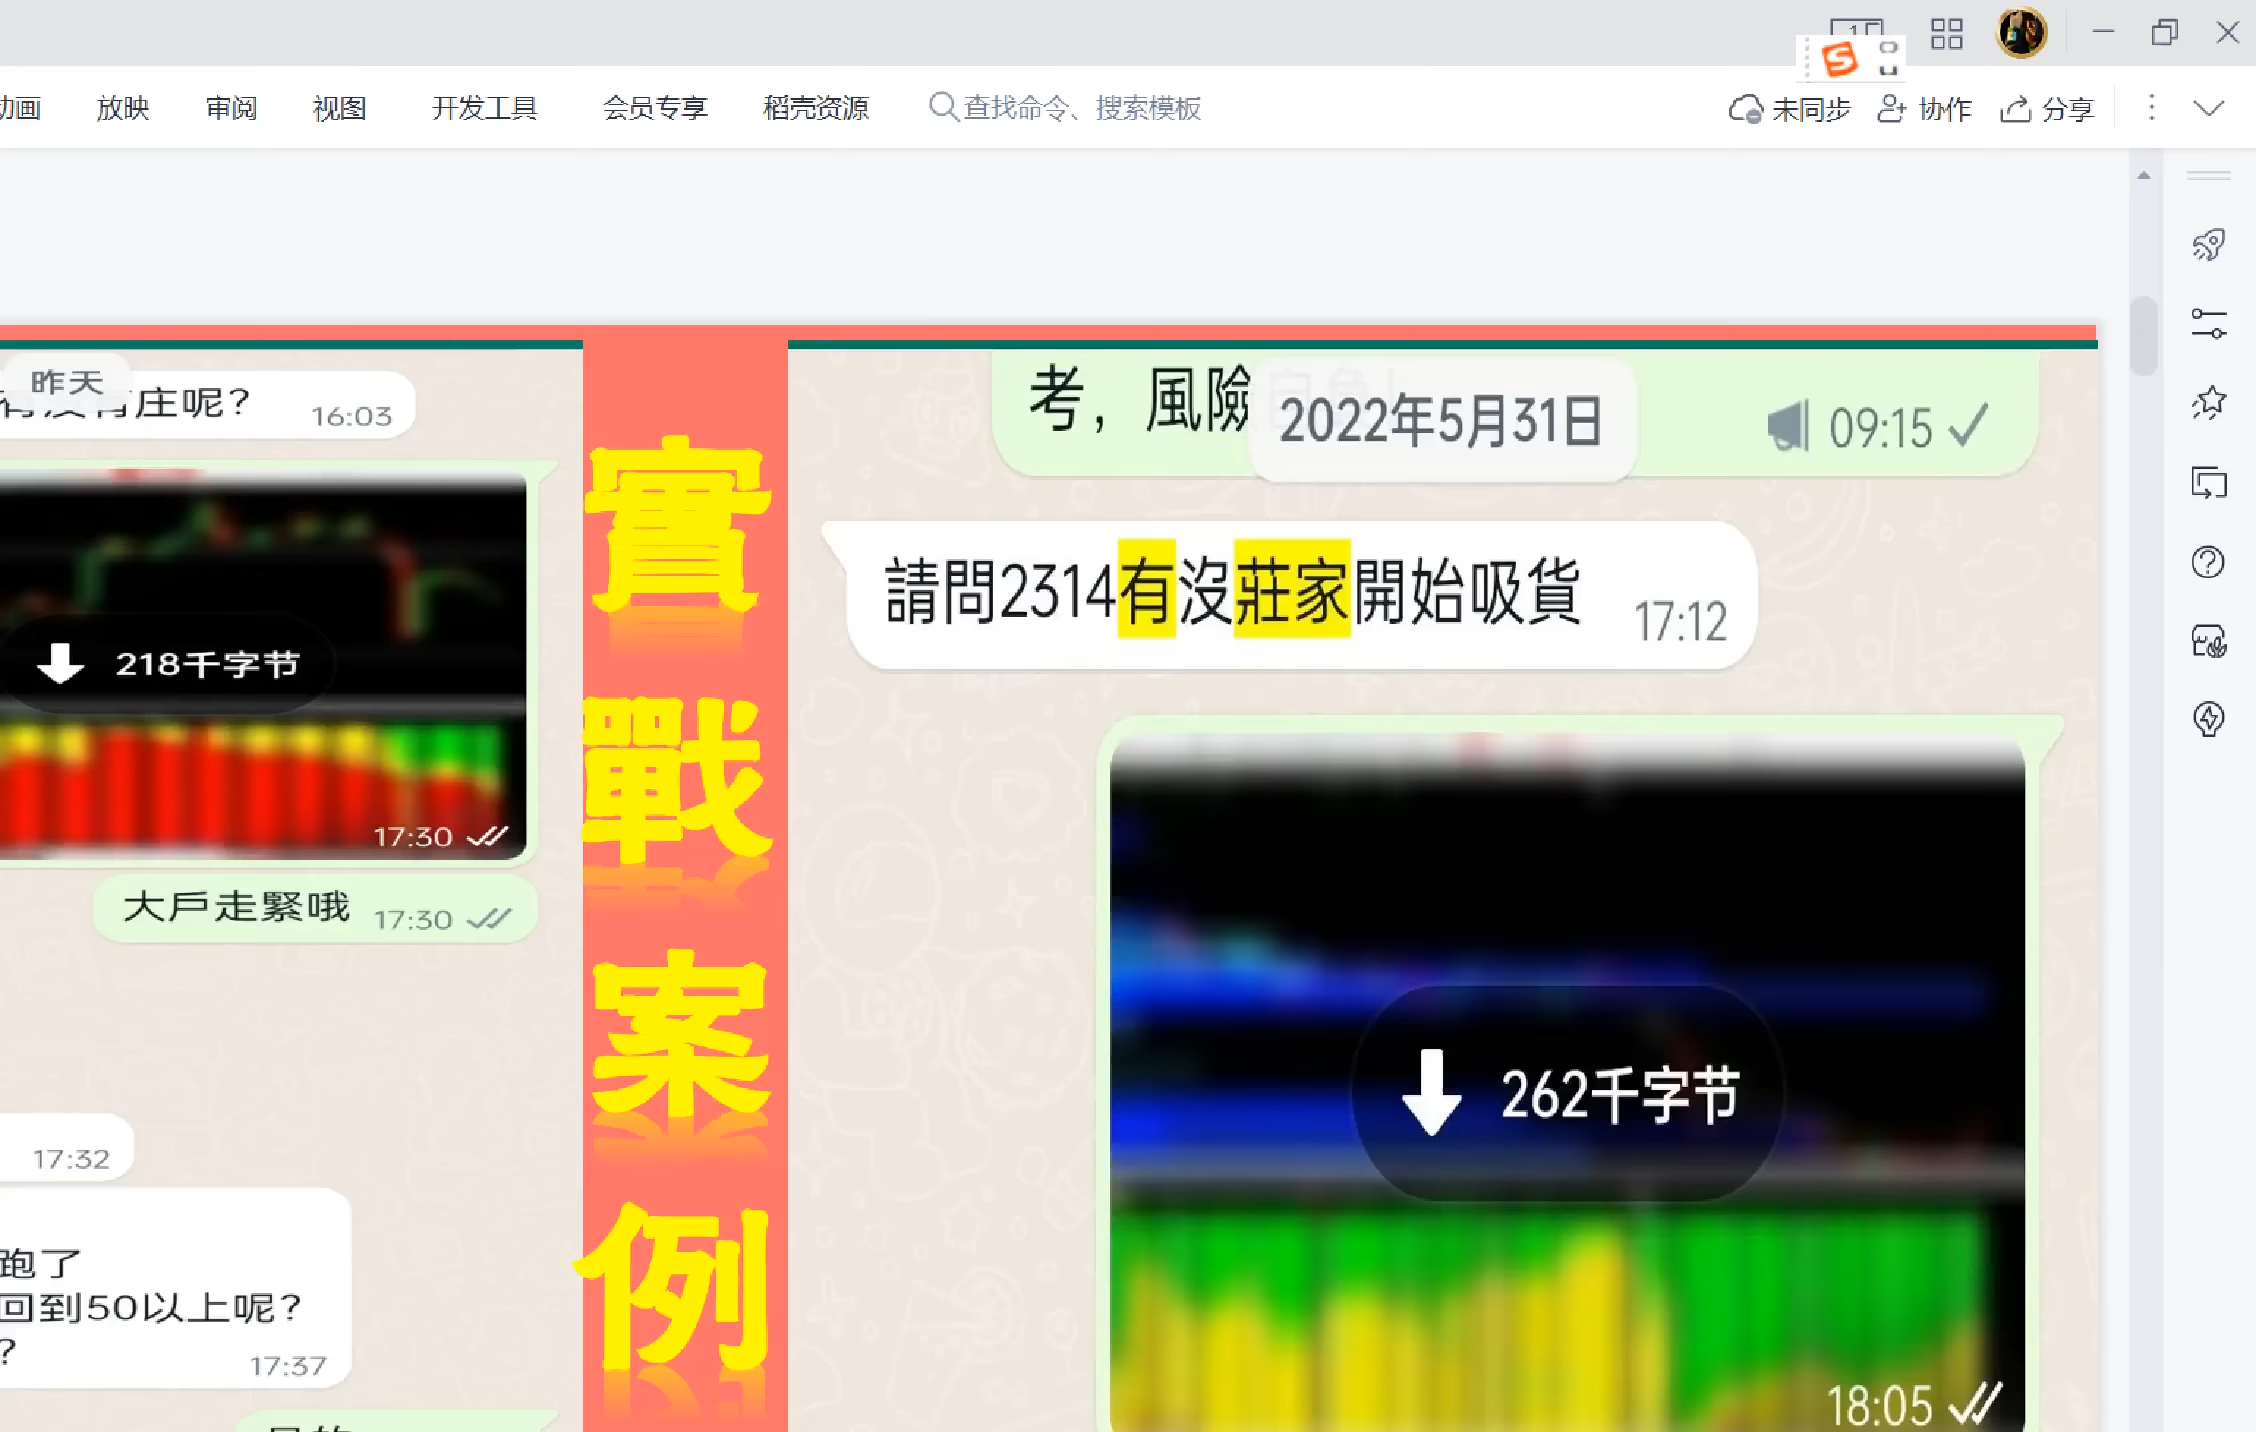 放映 审阅 视图 开发工具 会员专享 稻壳资源 查找命令、搜索模板
未同步 协作 分享
昨天
庄呢？ 16:03
218千字节
17:30
大戶走緊哦 17:30
17:32
跑了
回到50以上呢？
？
17:37
實
戰
案
例
考，風險
2022年5月31日
09:15
請問2314有沒莊家開始吸貨 17:12
262千字节
18:05